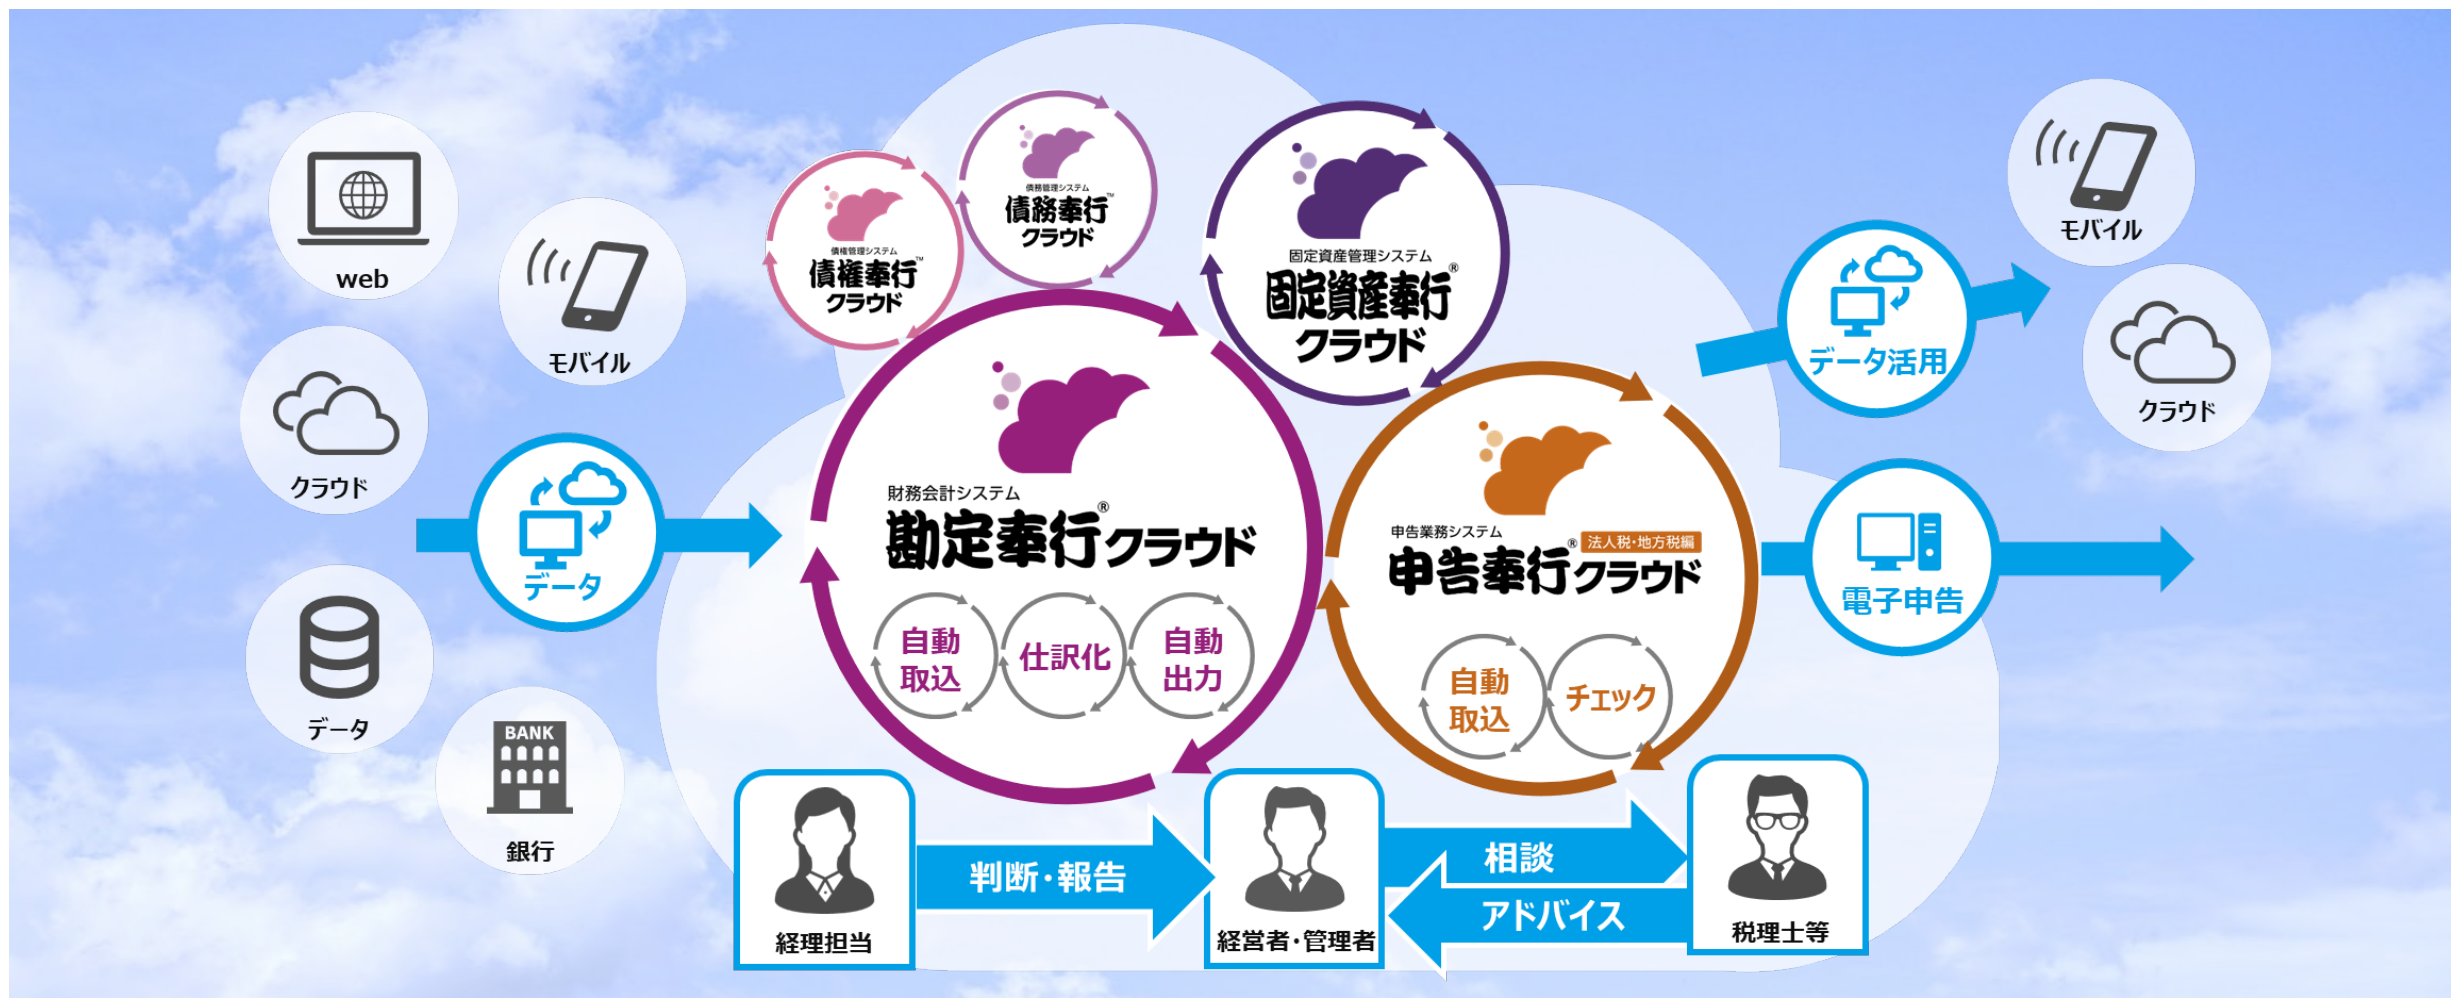 web
モバイル
クラウド
データ
データ
BANK
銀行
債権管理システム
債権奉行™
クラウド
債務管理システム
債務奉行™
クラウド
固定資産管理システム
固定資産奉行®
クラウド
財務会計システム
勘定奉行®クラウド
自動
取込
仕訳化
自動
出力
申告業務システム
申告奉行®クラウド
法人税・地方税編
自動
取込
チェック
データ活用
モバイル
クラウド
電子申告
経理担当
判断・報告
経営者・管理者
相談
アドバイス
税理士等